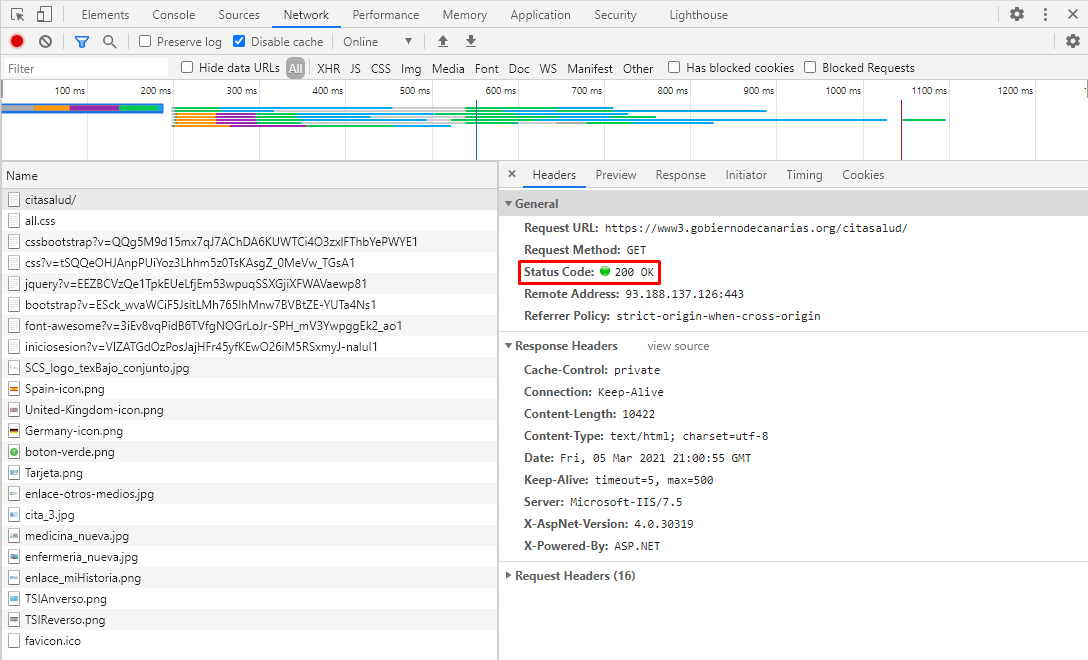 Elements Console Sources Network Performance Memory Application Security Lighthouse
Preserve log Disable cache Online
Filter Hide data URLs All XHR JS CSS Img Media Font Doc WS Manifest Other Has blocked cookies Blocked Requests
100 ms 200 ms 300 ms 400 ms 500 ms 600 ms 700 ms 800 ms 900 ms 1000 ms 1100 ms 1200 ms
Name
citasalud/
all.css
cssbootstrap?v=QQg5M9d15mx7qJ7AChDA6KUWTCi4O3zxlFThbYePWYE1
css?v=tSQQeOHJAnpPUiYoz3Lhhm5z0TsKAsgZ_0MeVw_TGsA1
jquery?v=EEZBCVzQe1TpkEUeLfjEm53wpuqSSXGjiXFWAVaewp81
bootstrap?v=ESck_wvaWCiF5JsitLMh765IhMnw7BVBtZE-YUTa4Ns1
font-awesome?v=3iEv8vqPidB6TVfgNOGrLoJr-SPH_mV3YwpggEk2_ao1
iniciosesion?v=VIZATGdOzPosJajHFr45yfKEwO26iM5RSxmyJ-naluI1
SCS_logo_texBajo_conjunto.jpg
Spain-icon.png
United-Kingdom-icon.png
Germany-icon.png
boton-verde.png
Tarjeta.png
enlace-otros-medios.jpg
cita_3.jpg
medicina_nueva.jpg
enfermeria_nueva.jpg
enlace_miHistoria.png
TSIAnverso.png
TSIReverso.png
favicon.ico
Headers Preview Response Initiator Timing Cookies
General
Request URL: https://www3.gobiernodecanarias.org/citasalud/
Request Method: GET
Status Code: 200 OK
Remote Address: 93.188.137.126:443
Referrer Policy: strict-origin-when-cross-origin
Response Headers view source
Cache-Control: private
Connection: Keep-Alive
Content-Length: 10422
Content-Type: text/html; charset=utf-8
Date: Fri, 05 Mar 2021 21:00:55 GMT
Keep-Alive: timeout=5, max=500
Server: Microsoft-IIS/7.5
X-AspNet-Version: 4.0.30319
X-Powered-By: ASP.NET
Request Headers (16)